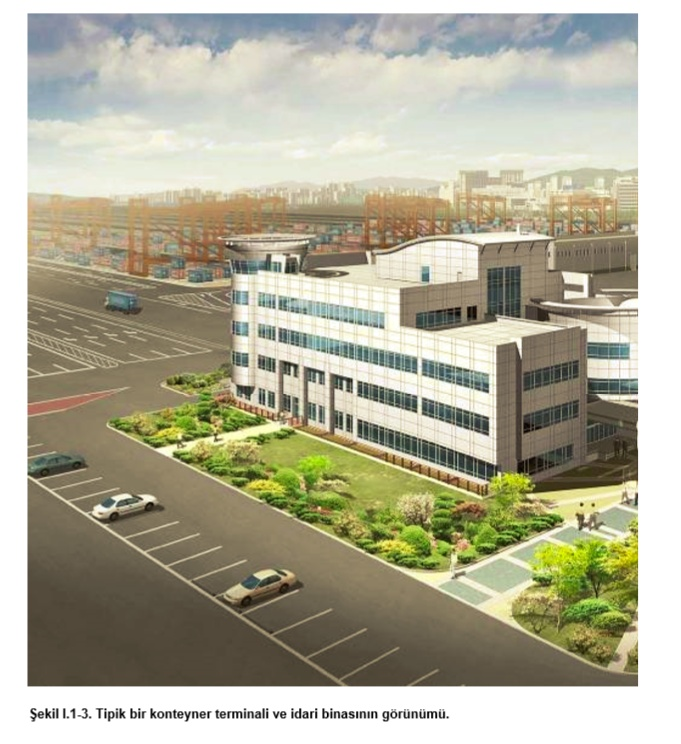 Şekil I.1-3. Tipik bir konteyner terminali ve idari binasının görünümü.